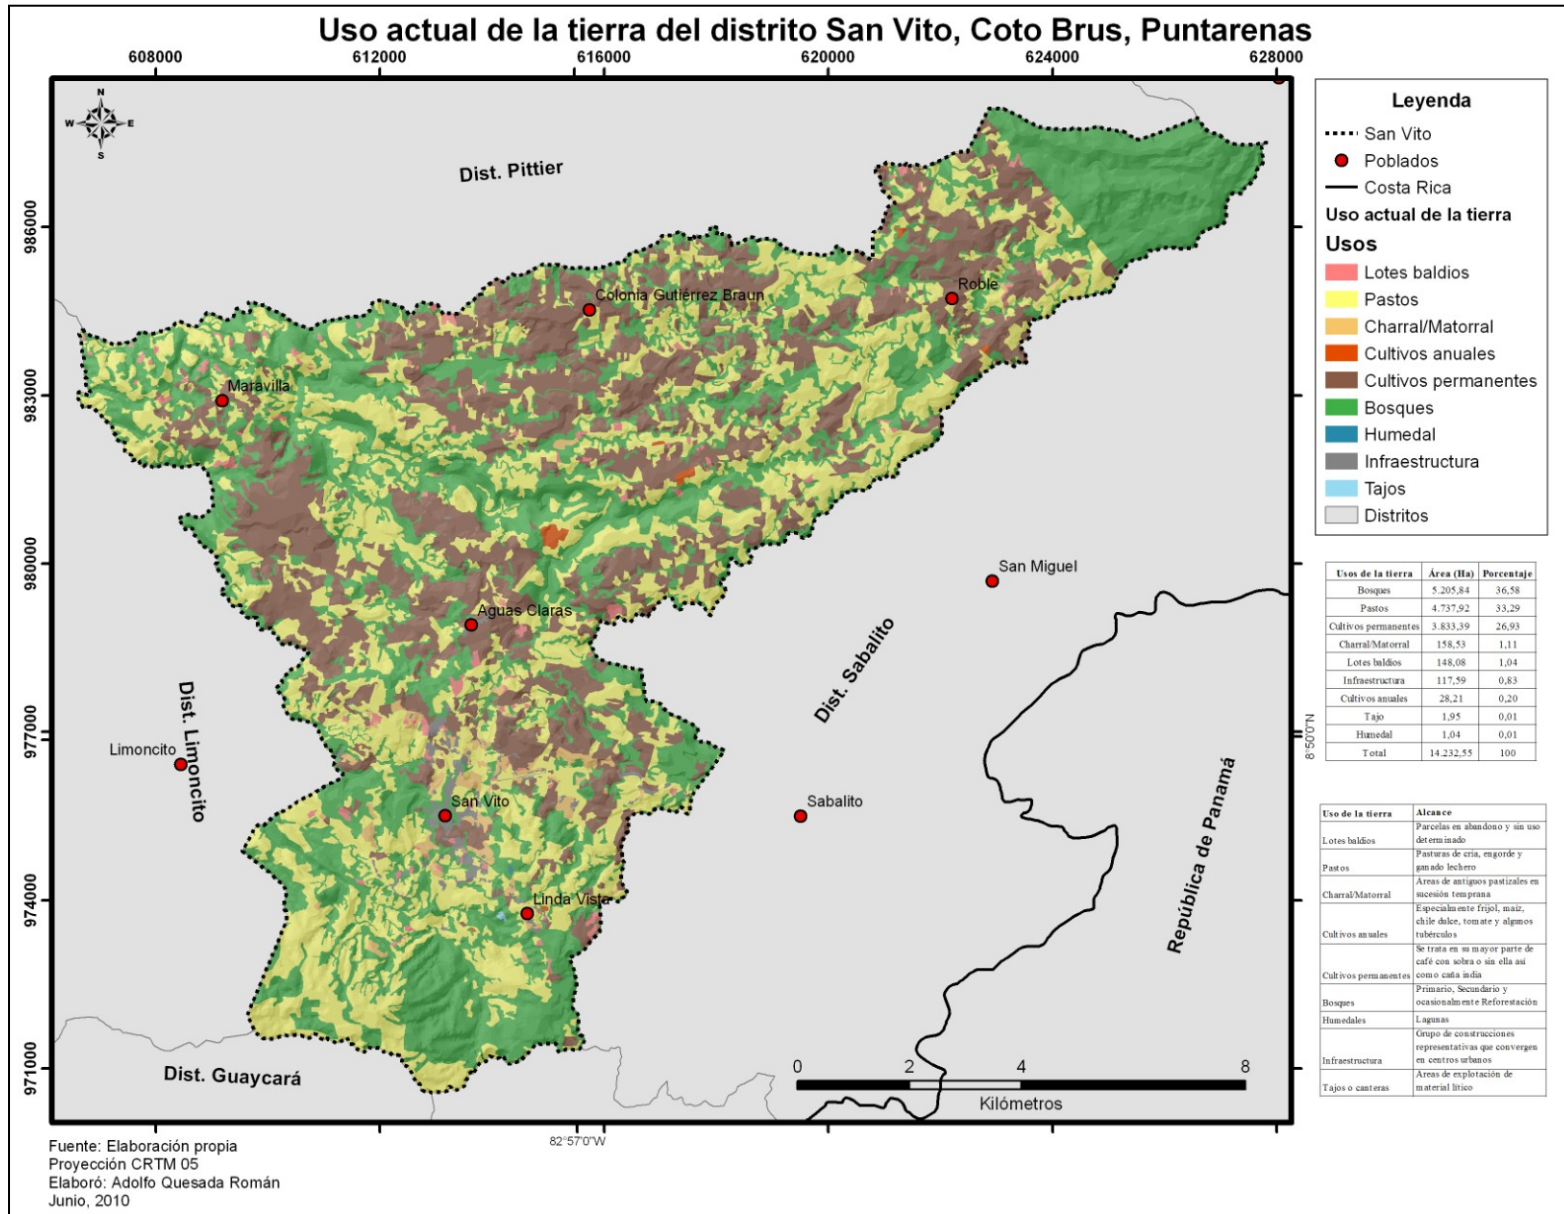 Uso actual de la tierra del distrito San Vito, Coto Brus, Puntarenas
608000 612000 616000 620000 624000 628000
N
W E
S
986000
983000
980000
977000
974000
971000
Dist. Pittier
Colonia Gutiérrez Braun
Roble
Maravilla
Aguas Claras
San Miguel
Dist. Sabalito
Dist. Limoncito
Limoncito
San Vito
Sabalito
República de Panamá
Linda Vista
Dist. Guaycará
0 2 4 8
Kilómetros
82°57'0"W
8°50'0"N
Leyenda
San Vito
Poblados
Costa Rica
Uso actual de la tierra
Usos
Lotes baldios
Pastos
Charral/Matorral
Cultivos anuales
Cultivos permanentes
Bosques
Humedal
Infraestructura
Tajos
Distritos
Usos de la tierra Área (Ha) Porcentaje
Bosques 5.205,84 36,58
Pastos 4.737,92 33,29
Cultivos permanentes 3.833,39 26,93
Charral/Matorral 158,53 1,11
Lotes baldios 148,08 1,04
Infraestructura 117,59 0,83
Cultivos anuales 28,21 0,20
Tajo 1,95 0,01
Humedal 1,04 0,01
Total 14.232,55 100
Uso de la tierra Alcance
Lotes baldios Parcelas en abandono y sin uso
determinado
Pastos Pasturas de cría, engorde y
ganado lechero
Charral/Matorral Areas de antiguos pastizales en
sucesión temprana
Cultivos anuales Especialmente frijol, maiz,
chile dulce, tomate y algunos
tubérculos
Cultivos permanentes Se trata en su mayor parte de
café con sobra o sin ella así
como caña india
Bosques Primario, Secundario y
ocasionalmente Reforestación
Humedales Lagunas
Infraestructura Grupo de construcciones
representativas que convergen
en centros urbanos
Tajos o canteras Areas de explotación de
material lítico
Fuente: Elaboración propia
Proyección CRTM 05
Elaboró: Adolfo Quesada Román
Junio, 2010